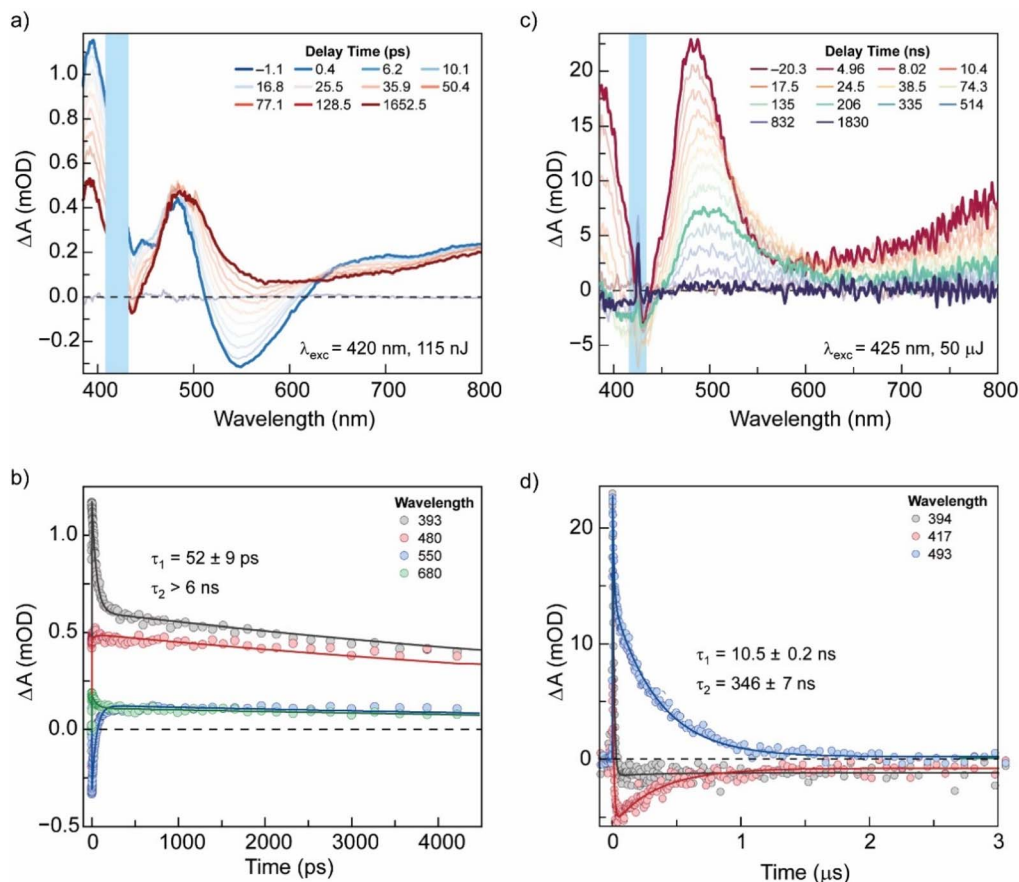 a)
Delay Time (ps)
−1.1 0.4 6.2 10.1
16.8 25.5 35.9 50.4
77.1 128.5 1652.5
1.0
0.8
0.6
0.4
0.2
0.0
−0.2
ΔA (mOD)
λexc = 420 nm, 115 nJ
400 500 600 700 800
Wavelength (nm)
c)
Delay Time (ns)
−20.3 4.96 8.02 10.4
17.5 24.5 38.5 74.3
135 206 335 514
832 1830
20
15
10
5
0
−5
ΔA (mOD)
λexc = 425 nm, 50 μJ
400 500 600 700 800
Wavelength (nm)
b)
Wavelength
393
480
550
680
τ1 = 52 ± 9 ps
τ2 > 6 ns
1.0
0.5
0.0
−0.5
ΔA (mOD)
0 1000 2000 3000 4000
Time (ps)
d)
Wavelength
394
417
493
τ1 = 10.5 ± 0.2 ns
τ2 = 346 ± 7 ns
20
10
0
ΔA (mOD)
0 1 2 3
Time (μs)